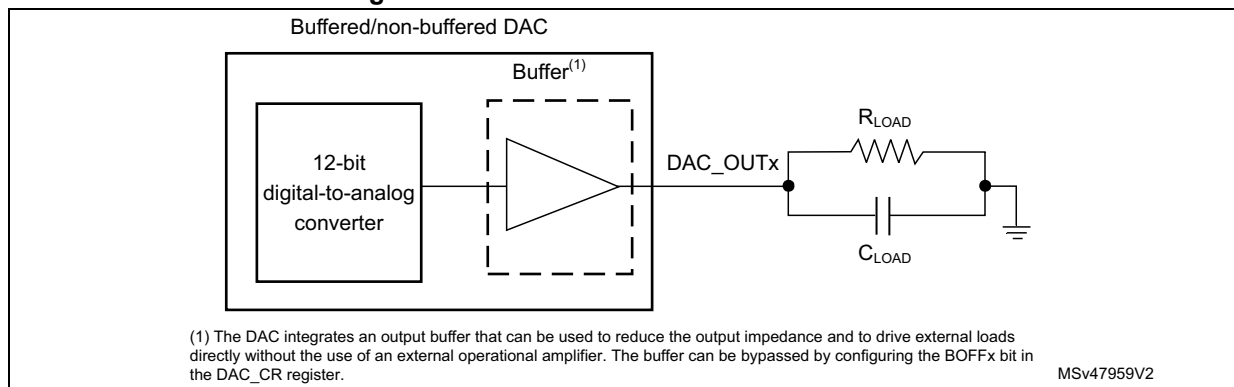 Buffered/non-buffered DAC
Buffer(1)
12-bit
digital-to-analog
converter
DAC_OUTx
RLOAD
CLOAD
(1) The DAC integrates an output buffer that can be used to reduce the output impedance and to drive external loads
directly without the use of an external operational amplifier. The buffer can be bypassed by configuring the BOFFx bit in
the DAC_CR register.
MSv47959V2